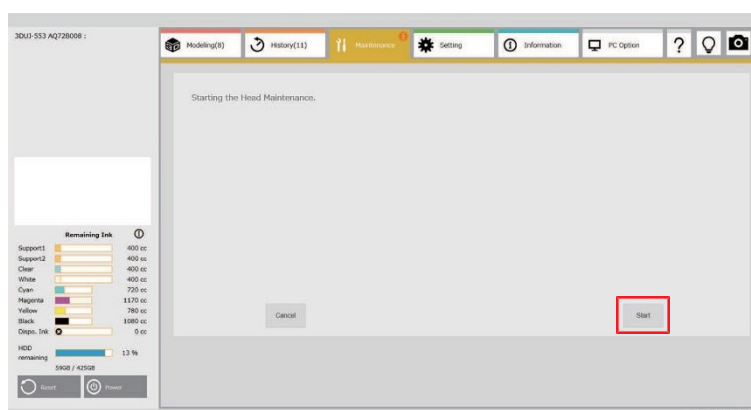 3DUJ-553 AQ728008 :
Modeling(8)
History(11)
Maintenance
Setting
Information
PC Option
?
Starting the Head Maintenance.
Remaining Ink
Support1 400 cc
Support2 400 cc
Clear 400 cc
White 400 cc
Cyan 720 cc
Magenta 1170 cc
Yellow 780 cc
Black 1080 cc
Dispo. Ink 0 cc
HDD
remaining 13 %
59GB / 425GB
Reset
Power
Cancel
Start